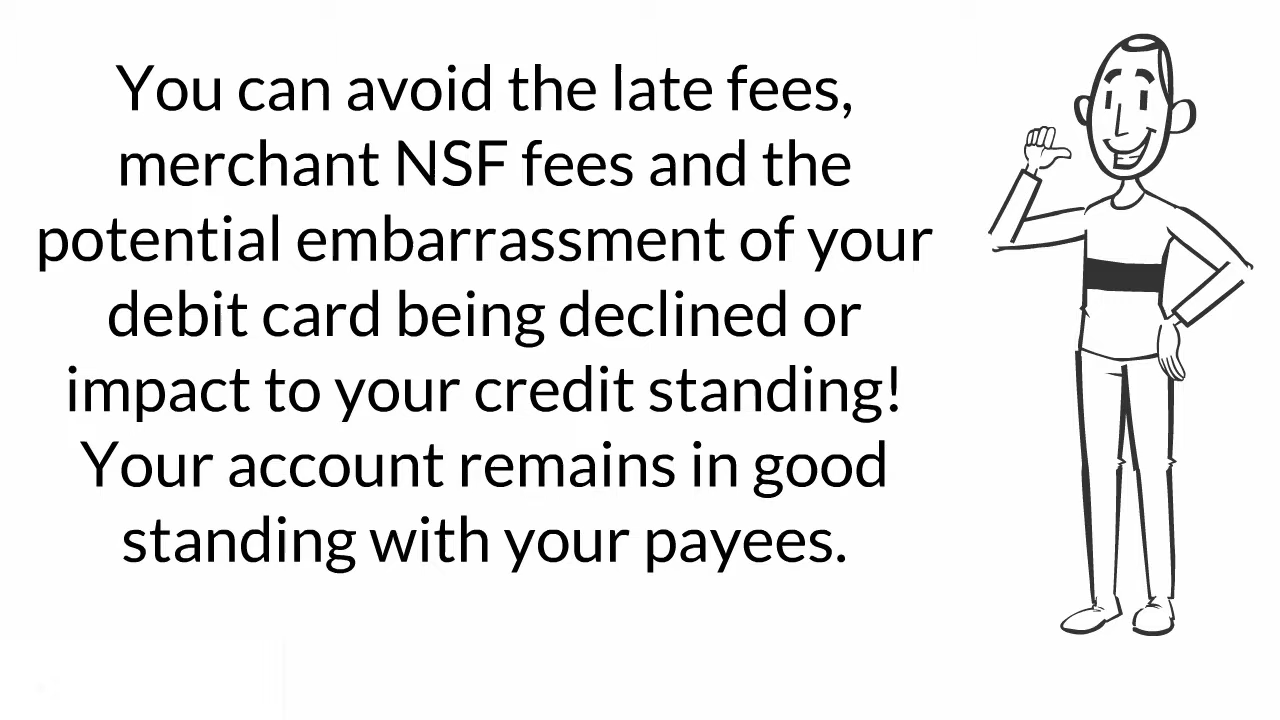 You can avoid the late fees,
merchant NSF fees and the
potential embarrassment of your
debit card being declined or
impact to your credit standing!
Your account remains in good
standing with your payees.